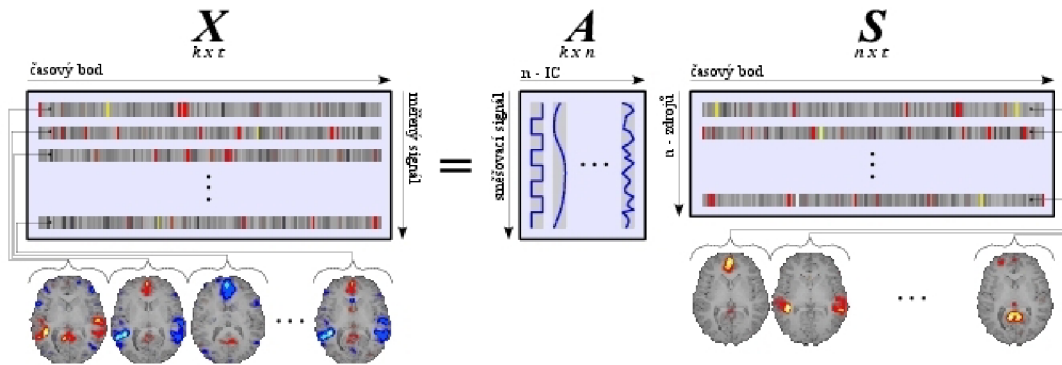 X
k x t
A
k x n
S
n x t
časový bod
měřený signál
=
n - IC
směšovací signál
časový bod
n - zdrojů